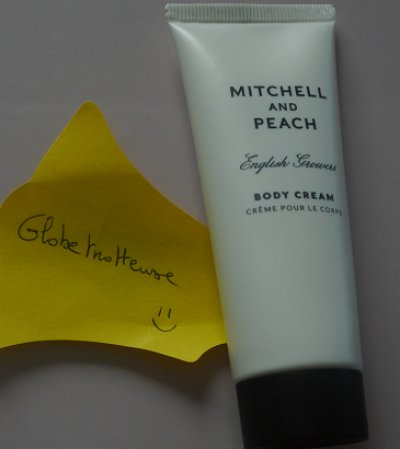 MITCHELL
AND
PEACH
English Growers
BODY CREAM
CRÈME POUR LE CORPS
Globetrotteuse